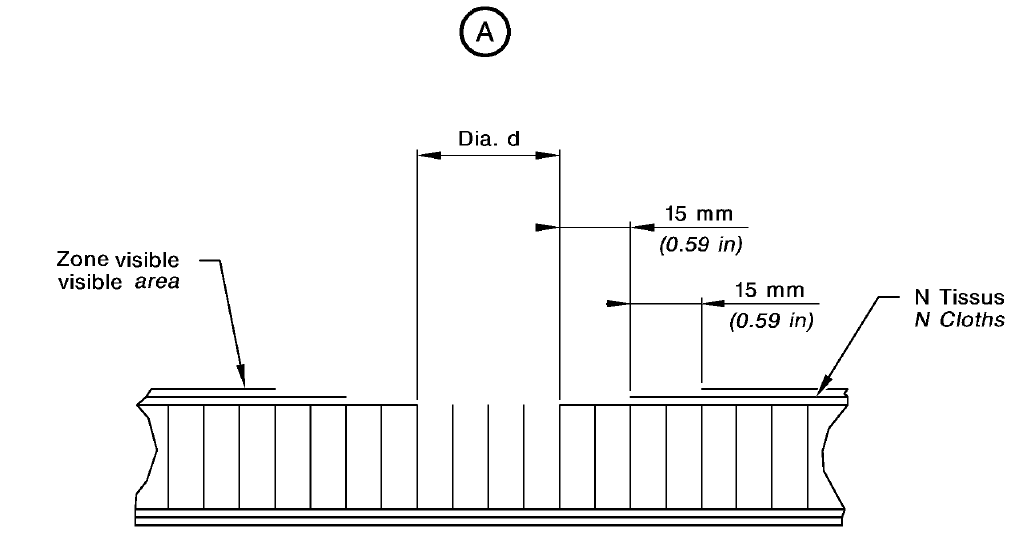 A
Dia. d
15 mm
(0.59 in)
Zone visible
visible area
15 mm
(0.59 in)
N Tissus
N Cloths